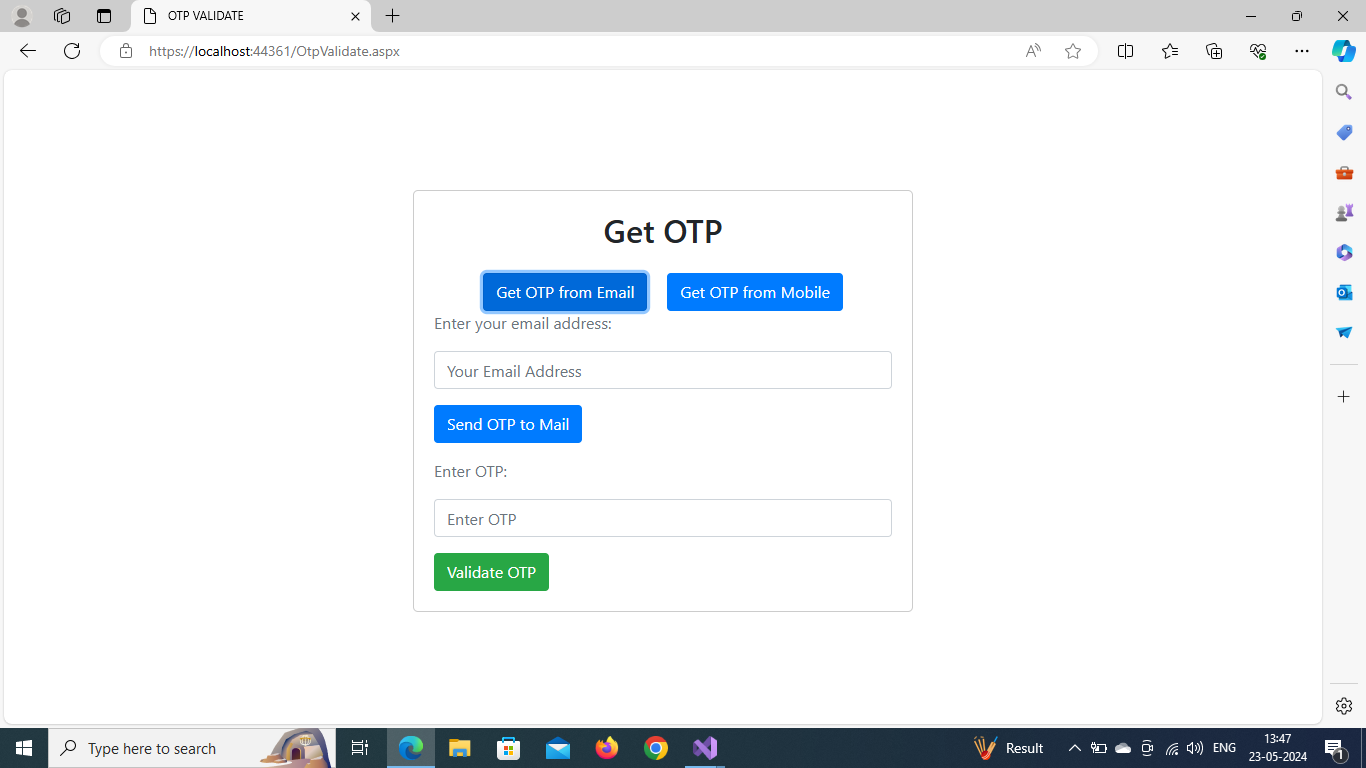 OTP VALIDATE
https://localhost:44361/OtpValidate.aspx
Get OTP
Get OTP from Email Get OTP from Mobile
Enter your email address:
Your Email Address
Send OTP to Mail
Enter OTP:
Enter OTP
Validate OTP
Type here to search
Result
ENG
13:47
23-05-2024
1